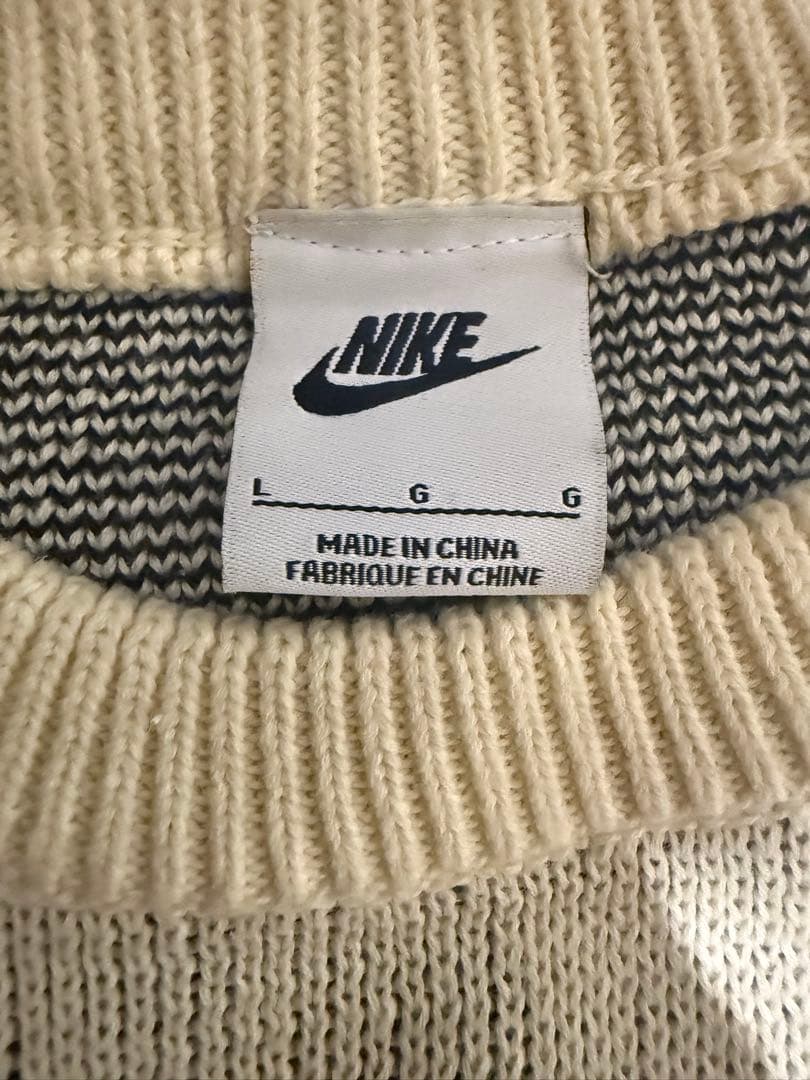 NIKE
L G G
MADE IN CHINA
FABRIQUE EN CHINE